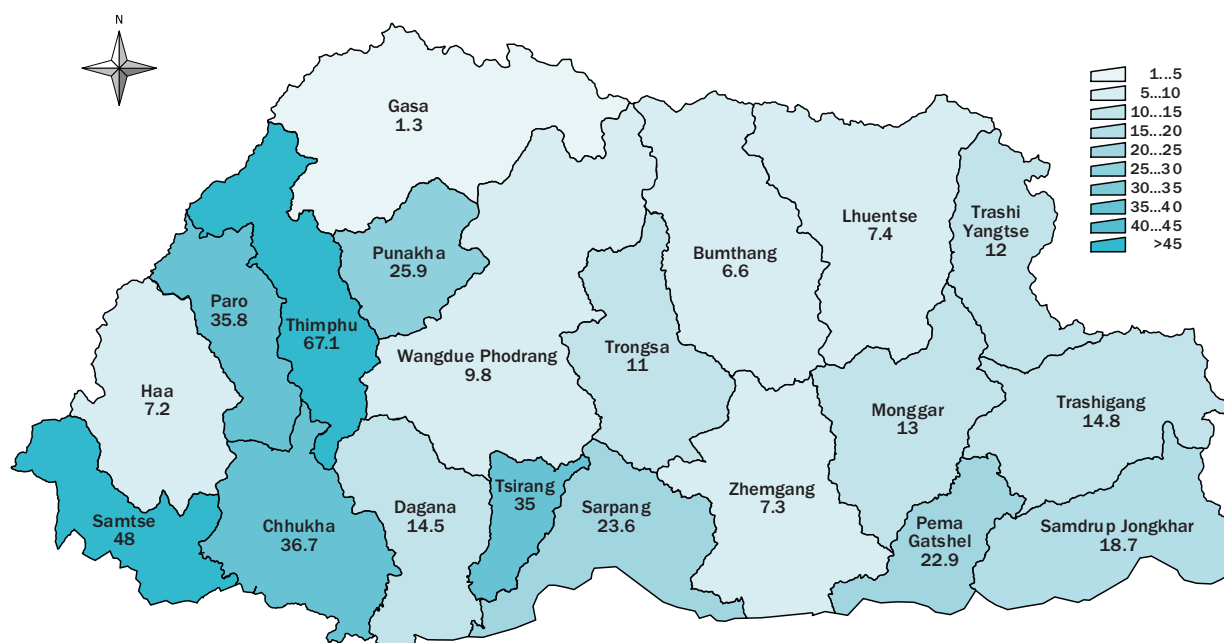 N
1...5
5...10
10...15
15...20
20...25
25...30
30...35
35...40
40...45
>45
Gasa
1.3
Punakha
25.9
Paro
35.8
Thimphu
67.1
Haa
7.2
Wangdue Phodrang
9.8
Trongsa
11
Bumthang
6.6
Lhuentse
7.4
Trashi
Yangtse
12
Monggar
13
Trashigang
14.8
Samtse
48
Chhukha
36.7
Dagana
14.5
Tsirang
35
Sarpang
23.6
Zhemgang
7.3
Pema
Gatshel
22.9
Samdrup Jongkhar
18.7